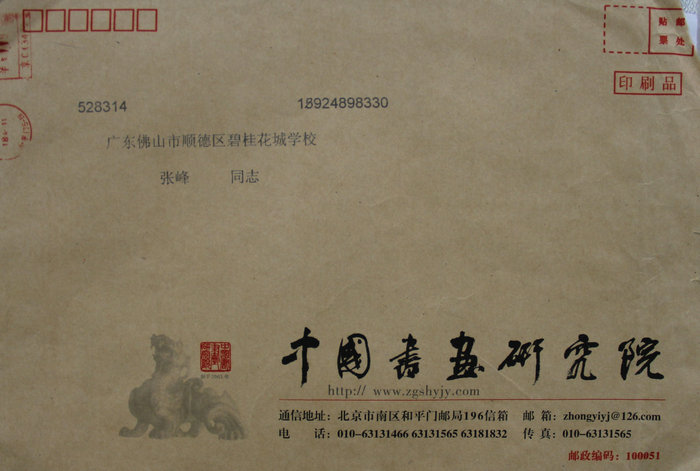 贴 邮
票 处
印刷品
528314 18924898330
广东佛山市顺德区碧桂花城学校
张峰 同志
中國书画研究院
http:// www.zgshyjy.com
通信地址：北京市南区和平门邮局196信箱 邮 箱：zhongyiyj@126.com
电 话：010-63131466 63131565 63181832 传 真：010-63131565
邮政编码：100051